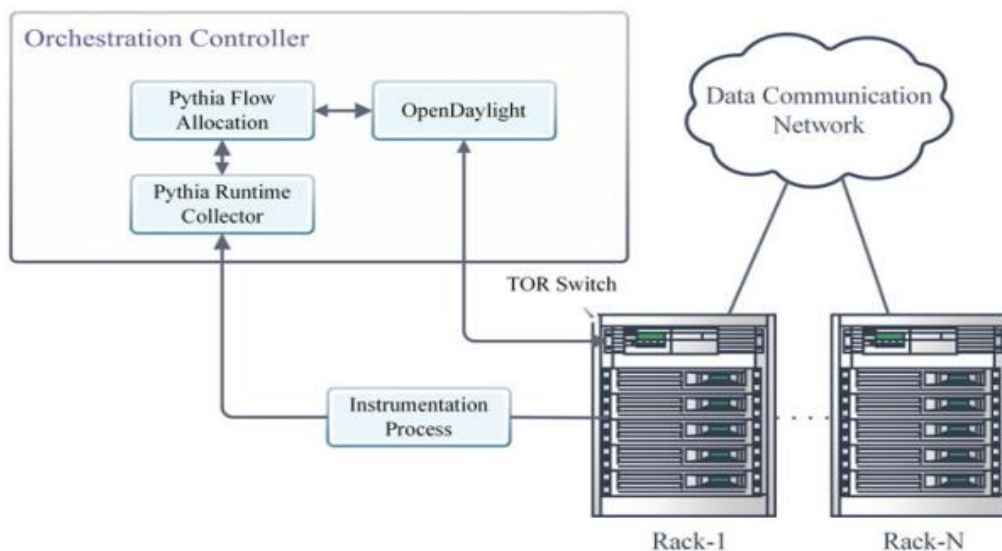 Orchestration Controller
Pythia Flow
Allocation
OpenDaylight
Pythia Runtime
Collector
Data Communication
Network
TOR Switch
Instrumentation
Process
Rack-1
Rack-N